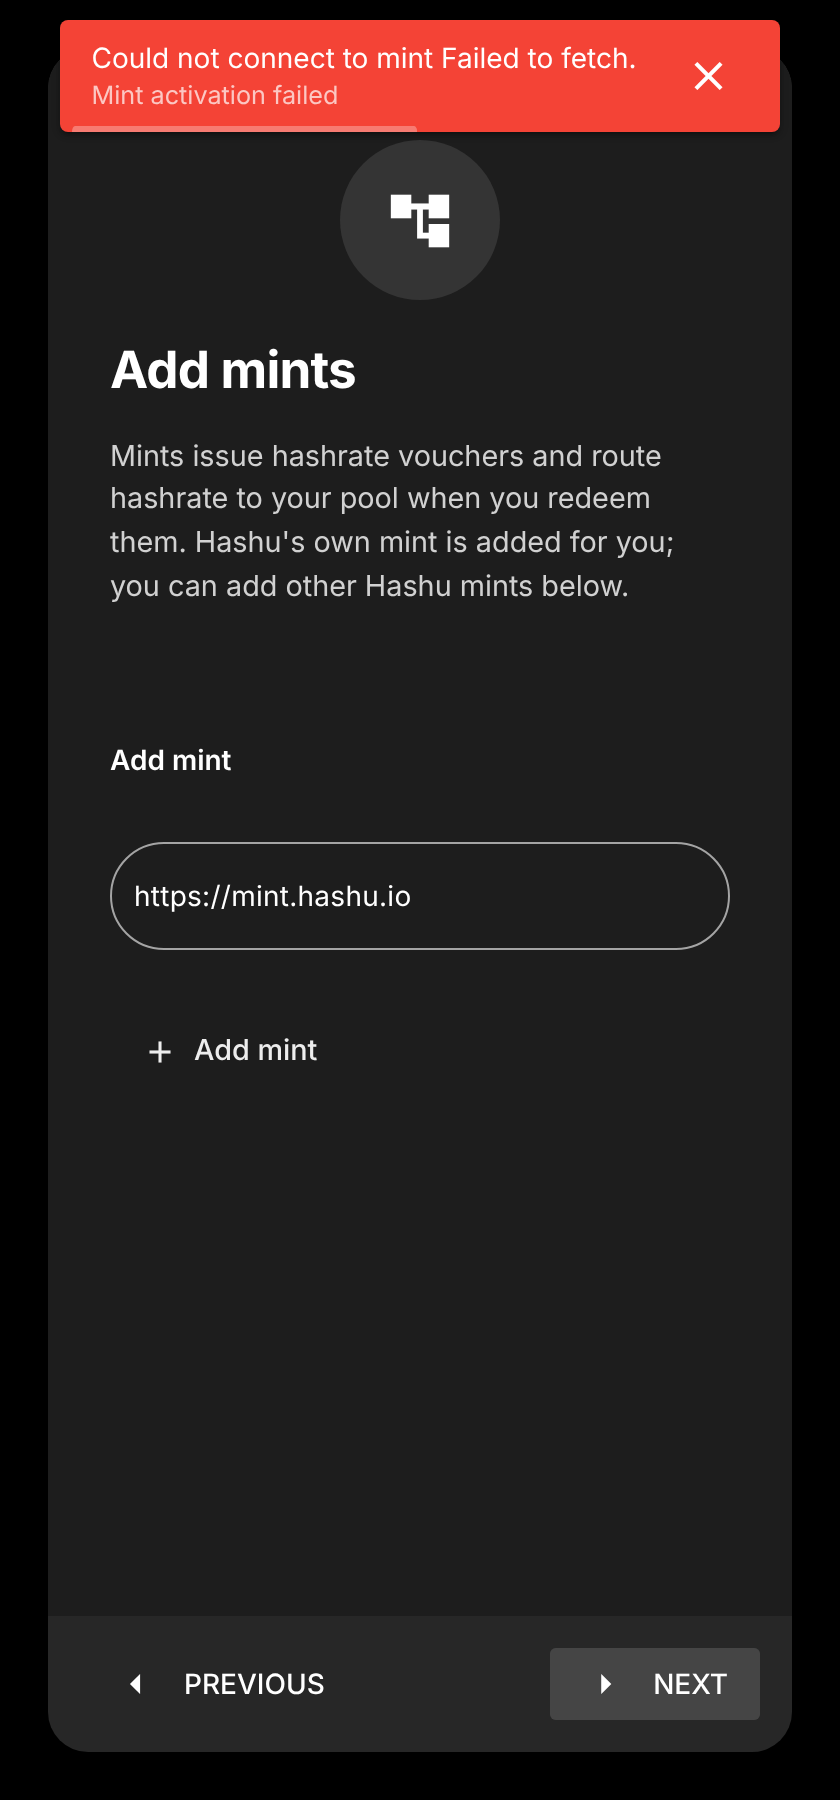 Could not connect to mint Failed to fetch.
Mint activation failed
Add mints
Mints issue hashrate vouchers and route
hashrate to your pool when you redeem
them. Hashu's own mint is added for you;
you can add other Hashu mints below.
Add mint
https://mint.hashu.io
Add mint
PREVIOUS
NEXT